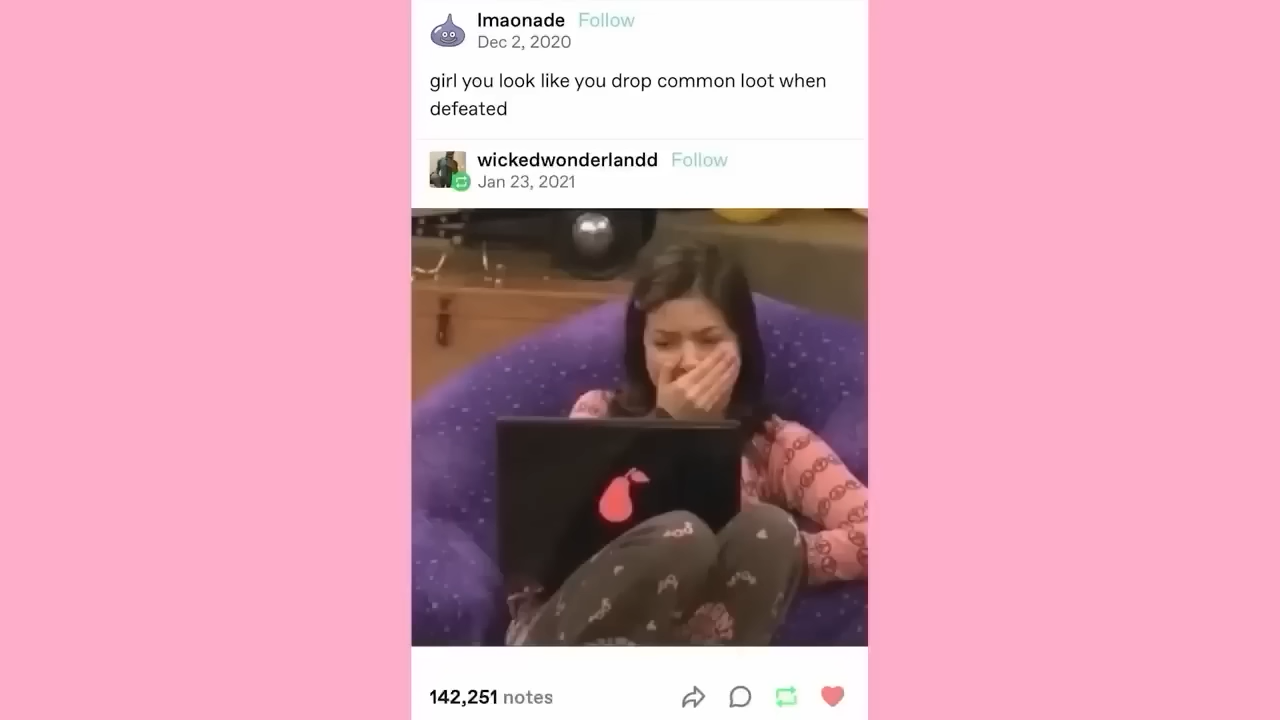 lmaonade Follow
Dec 2, 2020
girl you look like you drop common loot when
defeated
wickedwonderlandd Follow
Jan 23, 2021
142,251 notes